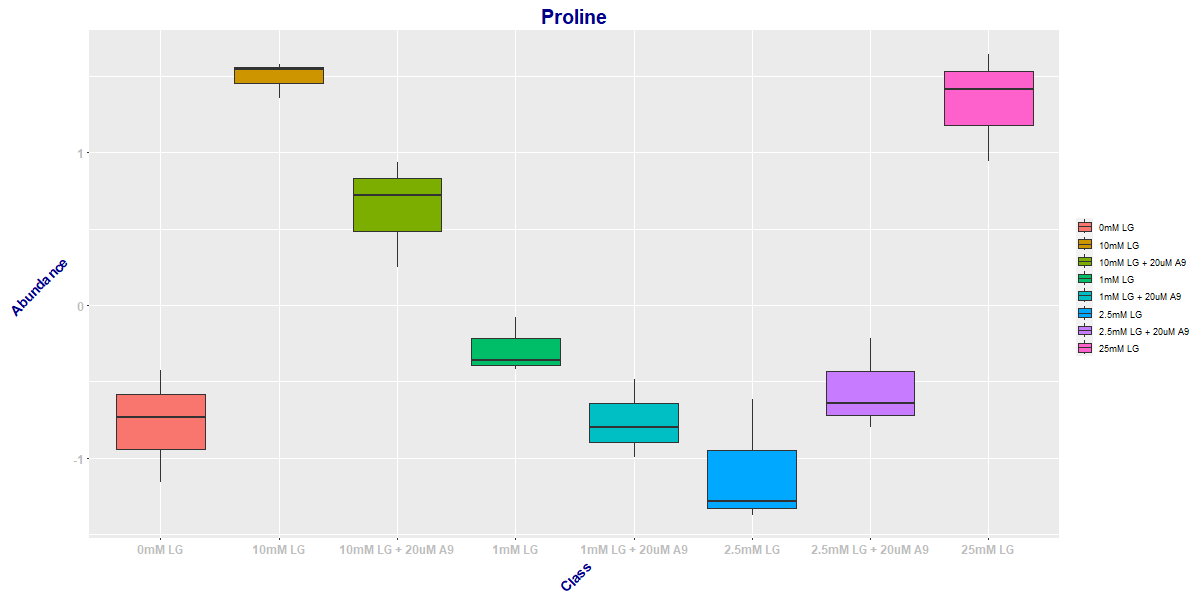 Proline
Abundance
1
0
-1
0mM LG
10mM LG
10mM LG + 20uM A9
1mM LG
1mM LG + 20uM A9
2.5mM LG
2.5mM LG + 20uM A9
25mM LG
Class
0mM LG
10mM LG
10mM LG + 20uM A9
1mM LG
1mM LG + 20uM A9
2.5mM LG
2.5mM LG + 20uM A9
25mM LG